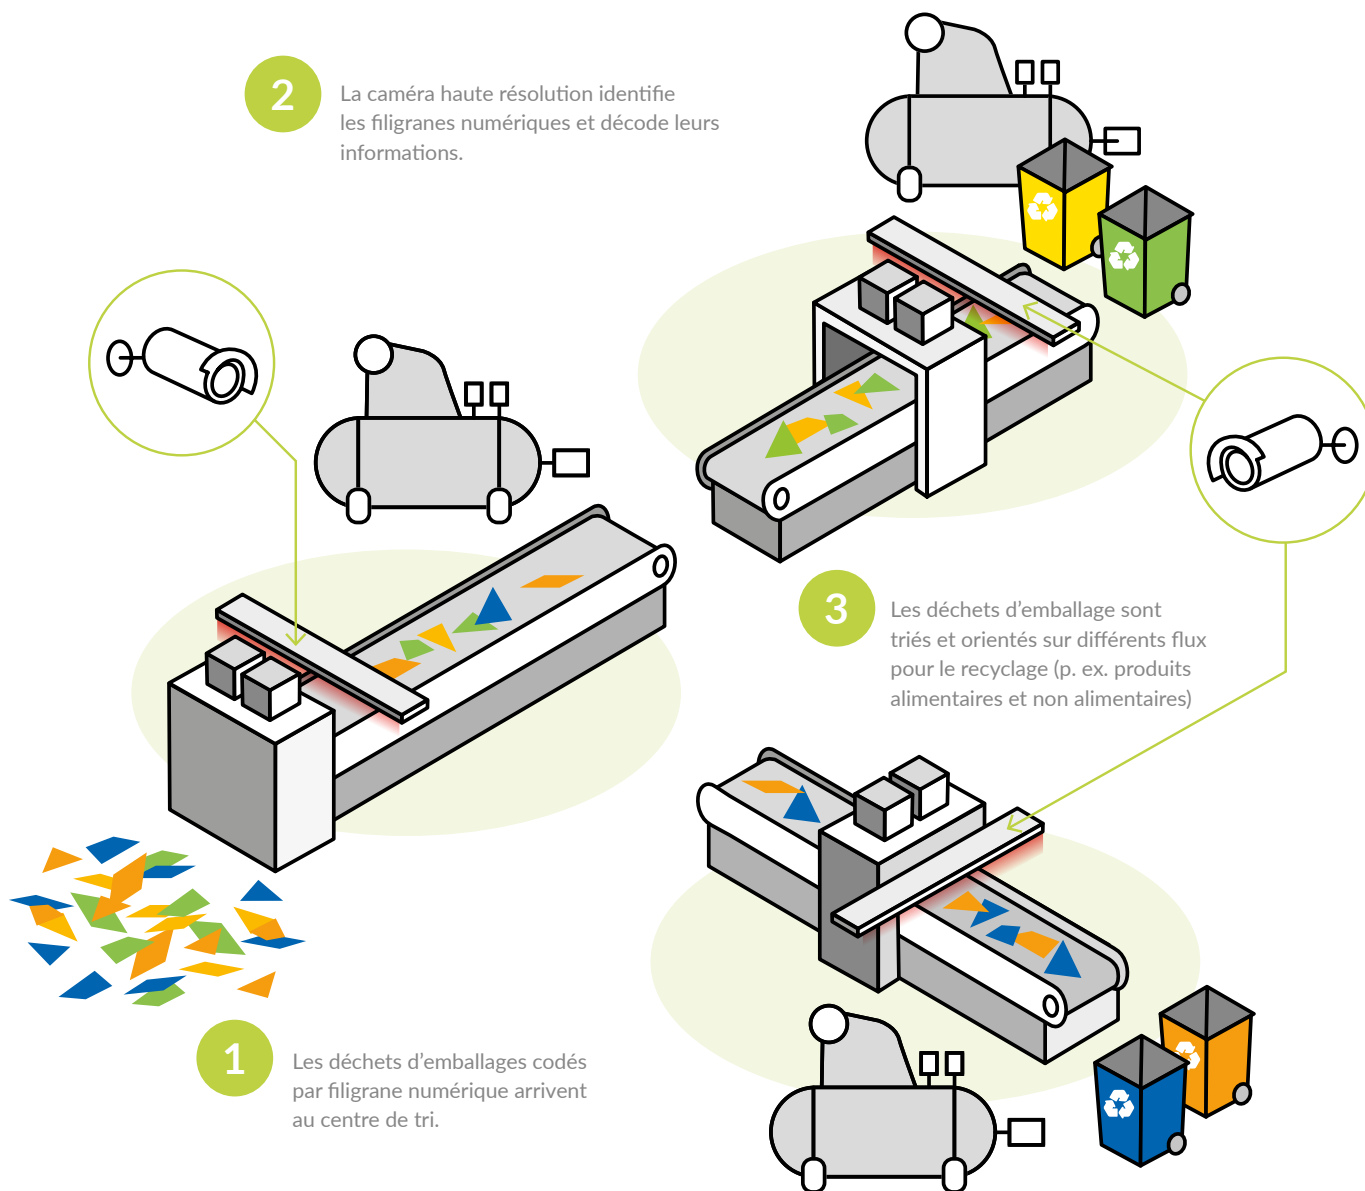 2
La caméra haute résolution identifie
les filigranes numériques et décode leurs
informations.
3
Les déchets d’emballage sont
triés et orientés sur différents flux
pour le recyclage (p. ex. produits
alimentaires et non alimentaires)
1
Les déchets d’emballages codés
par filigrane numérique arrivent
au centre de tri.